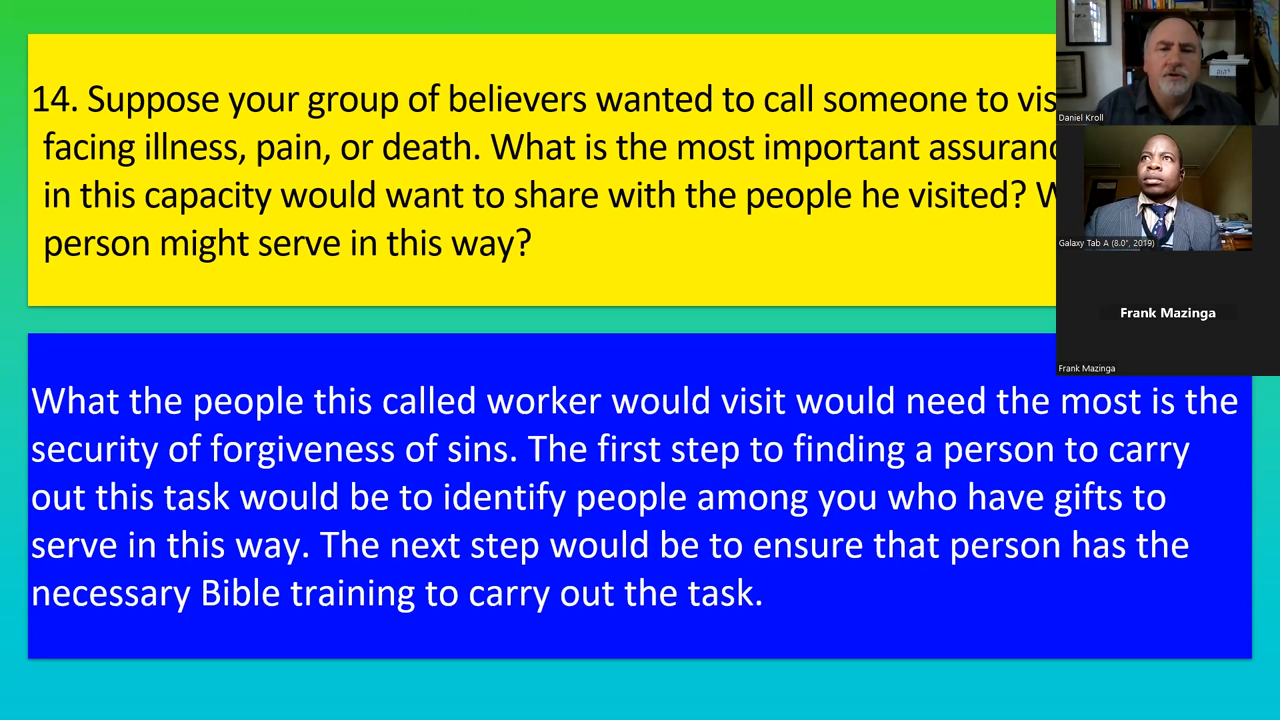 14. Suppose your group of believers wanted to call someone to
facing illness, pain, or death. What is the most important
in this capacity would want to share with the people he visited?
person might serve in this way?
What the people this called worker would visit would need the most is the
security of forgiveness of sins. The first step to finding a person to carry
out this task would be to identify people among you who have gifts to
serve in this way. The next step would be to ensure that person has the
necessary Bible training to carry out the task.
Daniel Kroll
Galaxy Tab A (8.0", 2019)
Frank Mazinga
Frank Mazinga